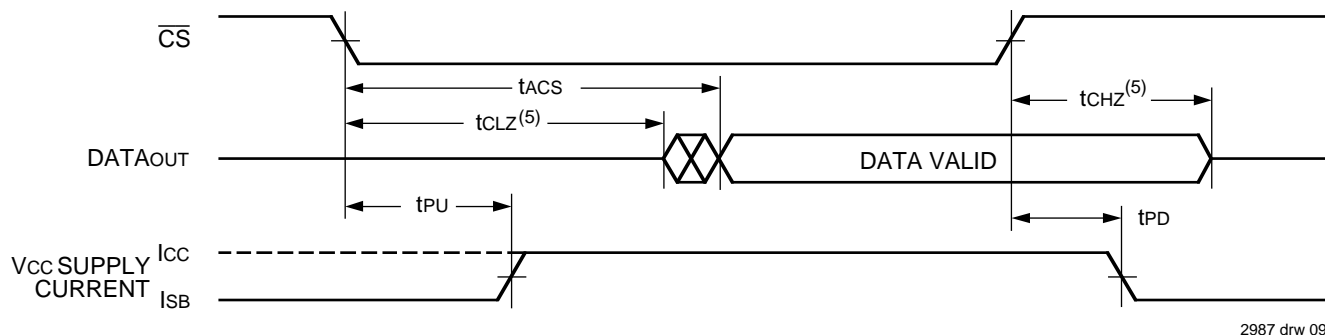 CS
tACS
tCLZ(5)
tCHZ(5)
DATAOUT
DATA VALID
tPU
tPD
ICC
VCC SUPPLY
CURRENT
ISB
2987 drw 09